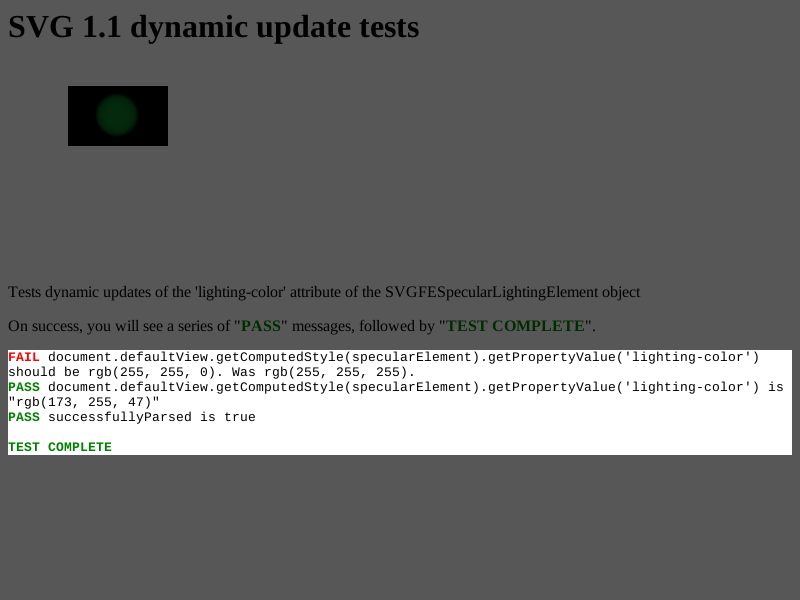 SVG 1.1 dynamic update tests
Tests dynamic updates of the 'lighting-color' attribute of the SVGFESpecularLightingElement object
On success, you will see a series of "PASS" messages, followed by "TEST COMPLETE".
FAIL document.defaultView.getComputedStyle(specularElement).getPropertyValue('lighting-color')
should be rgb(255, 255, 0). Was rgb(255, 255, 255).
PASS document.defaultView.getComputedStyle(specularElement).getPropertyValue('lighting-color') is
"rgb(173, 255, 47)"
PASS successfullyParsed is true
TEST COMPLETE